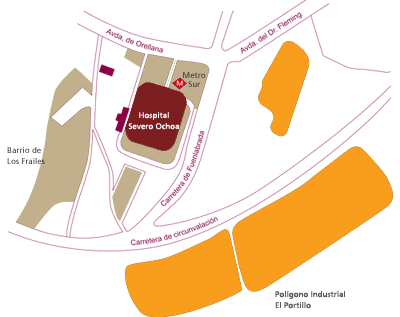 Avda. de Orellana
Avda. del Dr. Fleming
Metro
Sur
M
Hospital
Severo Ochoa
Barrio de
Los Frailes
Carretera de Fuenlabrada
Carretera de circunvalación
Polígono Industrial
El Portillo